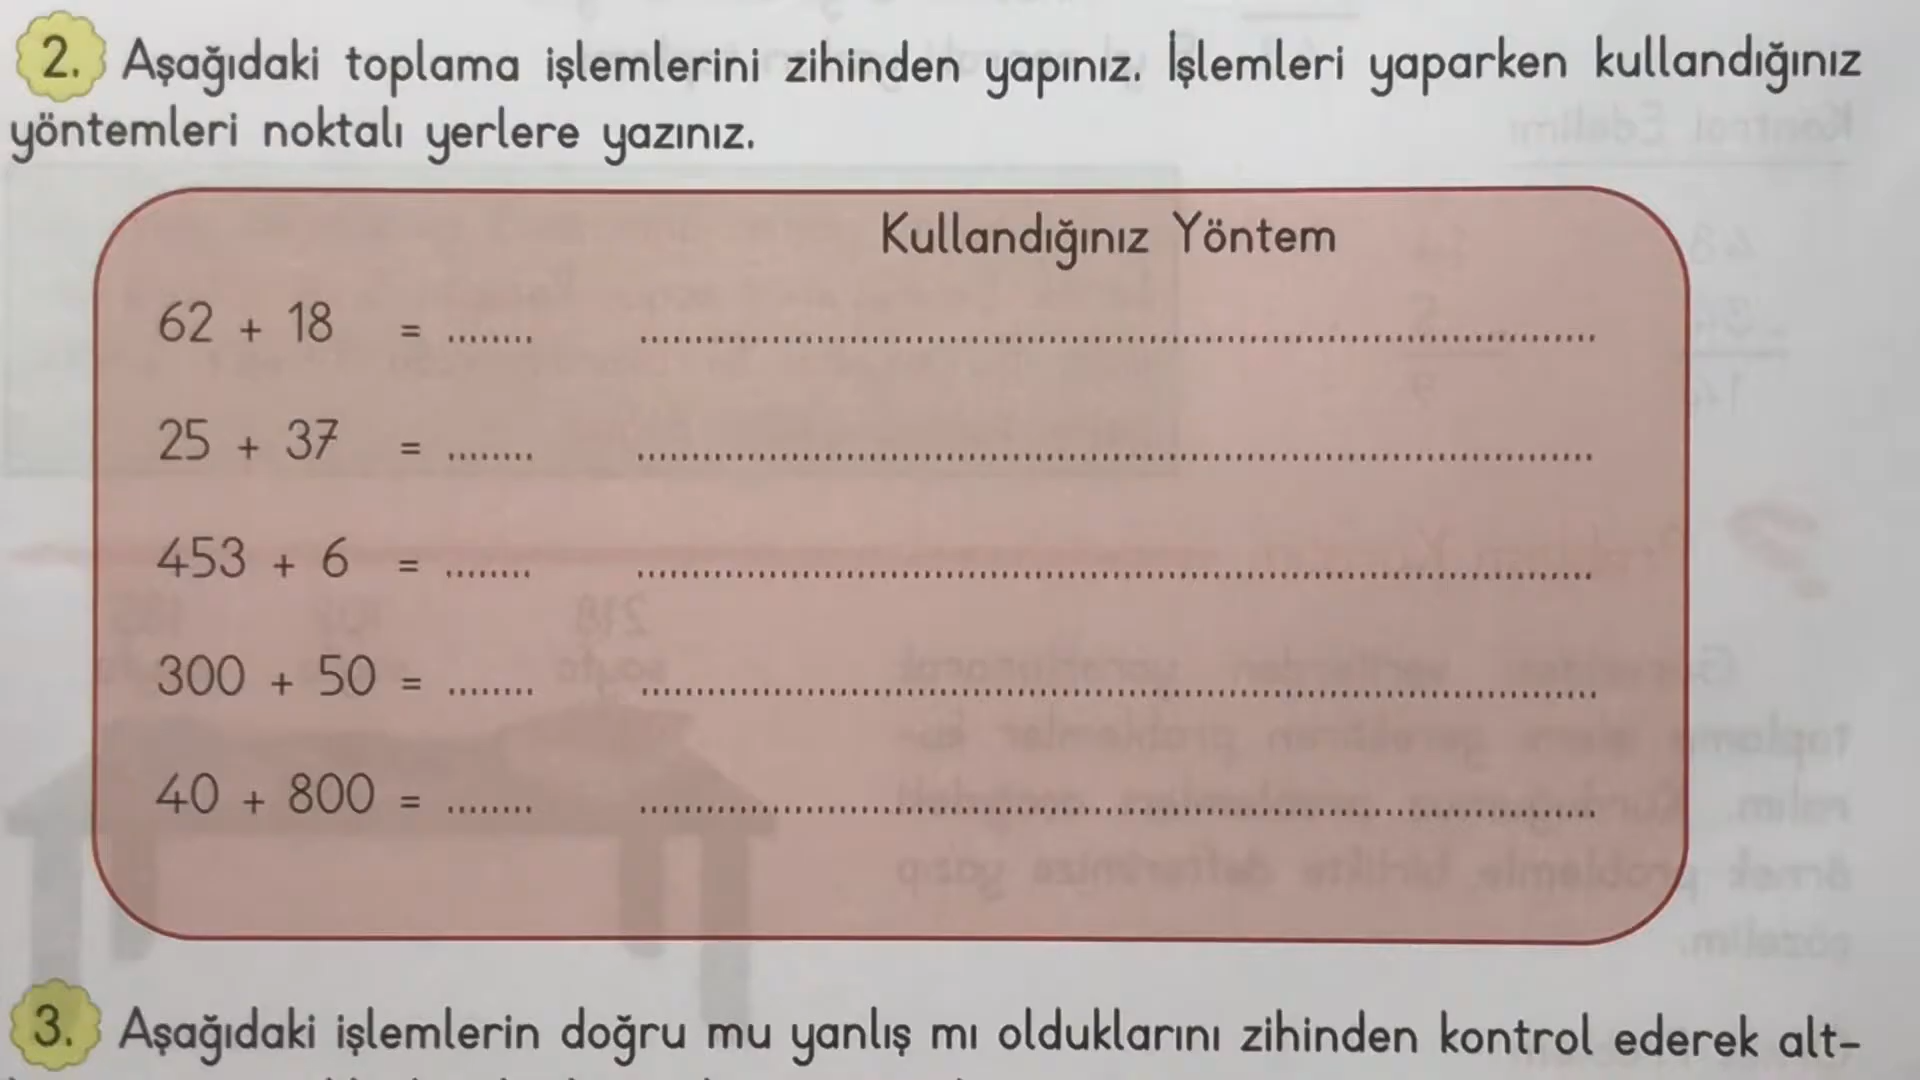 2. Aşağıdaki toplama işlemlerini zihinden yapınız. İşlemleri yaparken kullandığınız
yöntemleri noktalı yerlere yazınız.
Kullandığınız Yöntem
62 + 18 = ........ ................................................................
25 + 37 = ........ ................................................................
453 + 6 = ........ ................................................................
300 + 50 = ........ ................................................................
40 + 800 = ........ ................................................................
3. Aşağıdaki işlemlerin doğru mu yanlış mı olduklarını zihinden kontrol ederek alt-